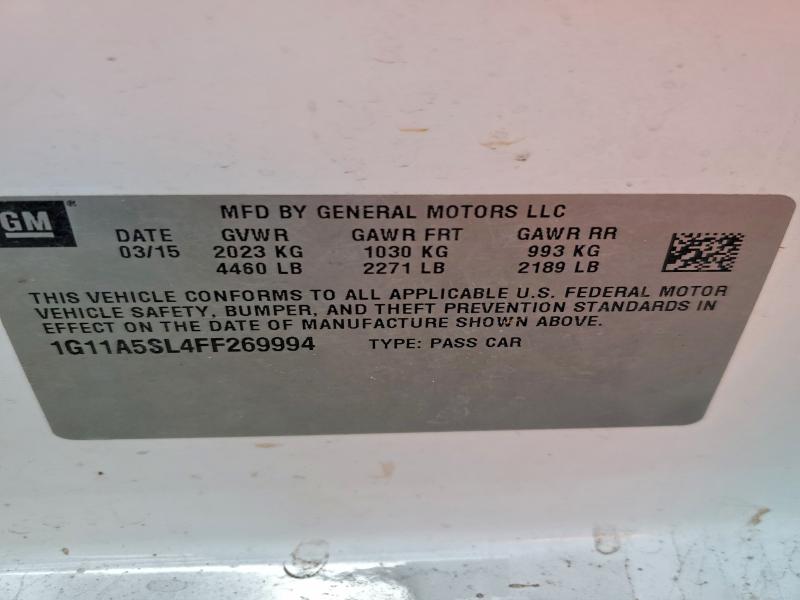 GM®
MFD BY GENERAL MOTORS LLC
DATE GVWR GAWR FRT GAWR RR
03/15 2023 KG 1030 KG 993 KG
4460 LB 2271 LB 2189 LB
THIS VEHICLE CONFORMS TO ALL APPLICABLE U.S. FEDERAL MOTOR
VEHICLE SAFETY, BUMPER, AND THEFT PREVENTION STANDARDS IN
EFFECT ON THE DATE OF MANUFACTURE SHOWN ABOVE.
1G11A5SL4FF269994 TYPE: PASS CAR